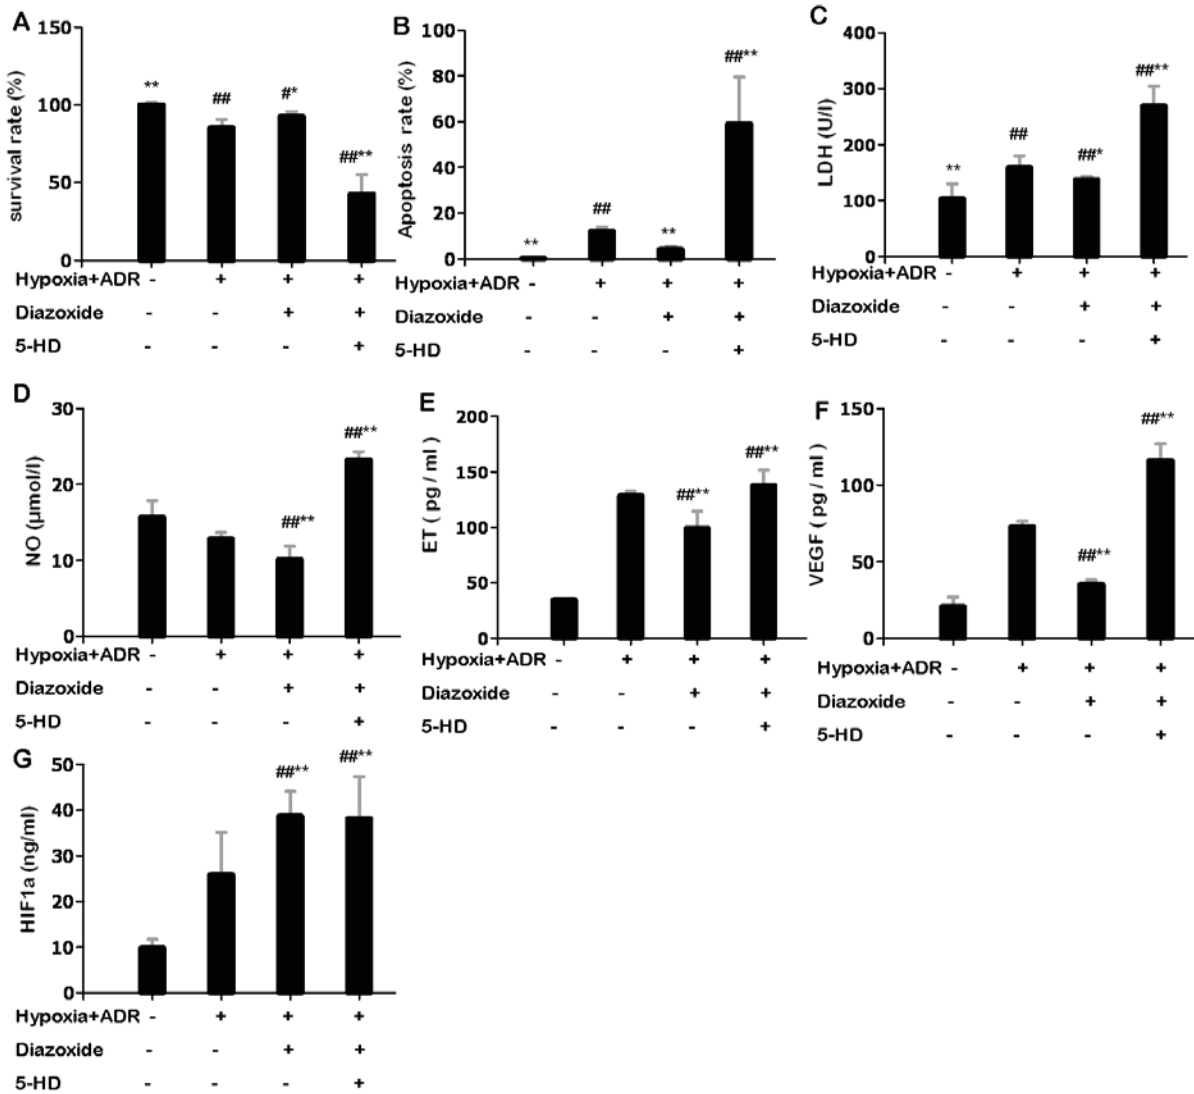 A
survival rate (%)
150
100
50
0
**
##
#*
##**
Hypoxia+ADR - + + +
Diazoxide - - + +
5-HD - - - +
B
Apoptosis rate (%)
100
80
60
40
20
0
**
##
**
##**
Hypoxia+ADR - + + +
Diazoxide - - + +
5-HD - - - +
C
LDH (U/l)
400
300
200
100
0
**
##
##*
##**
Hypoxia+ADR - + + +
Diazoxide - - + +
5-HD - - - +
D
NO (μmol/l)
30
20
10
0
##**
##**
Hypoxia+ADR - + + +
Diazoxide - - + +
5-HD - - - +
E
ET ( pg / ml )
200
150
100
50
0
##**
##**
Hypoxia+ADR - + + +
Diazoxide - - + +
5-HD - - - +
F
VEGF ( pg / ml )
150
100
50
0
##**
##**
Hypoxia+ADR - + + +
Diazoxide - - + +
5-HD - - - +
G
HIF1a (ng/ml)
50
40
30
20
10
0
##**
##**
Hypoxia+ADR - + + +
Diazoxide - - + +
5-HD - - - +